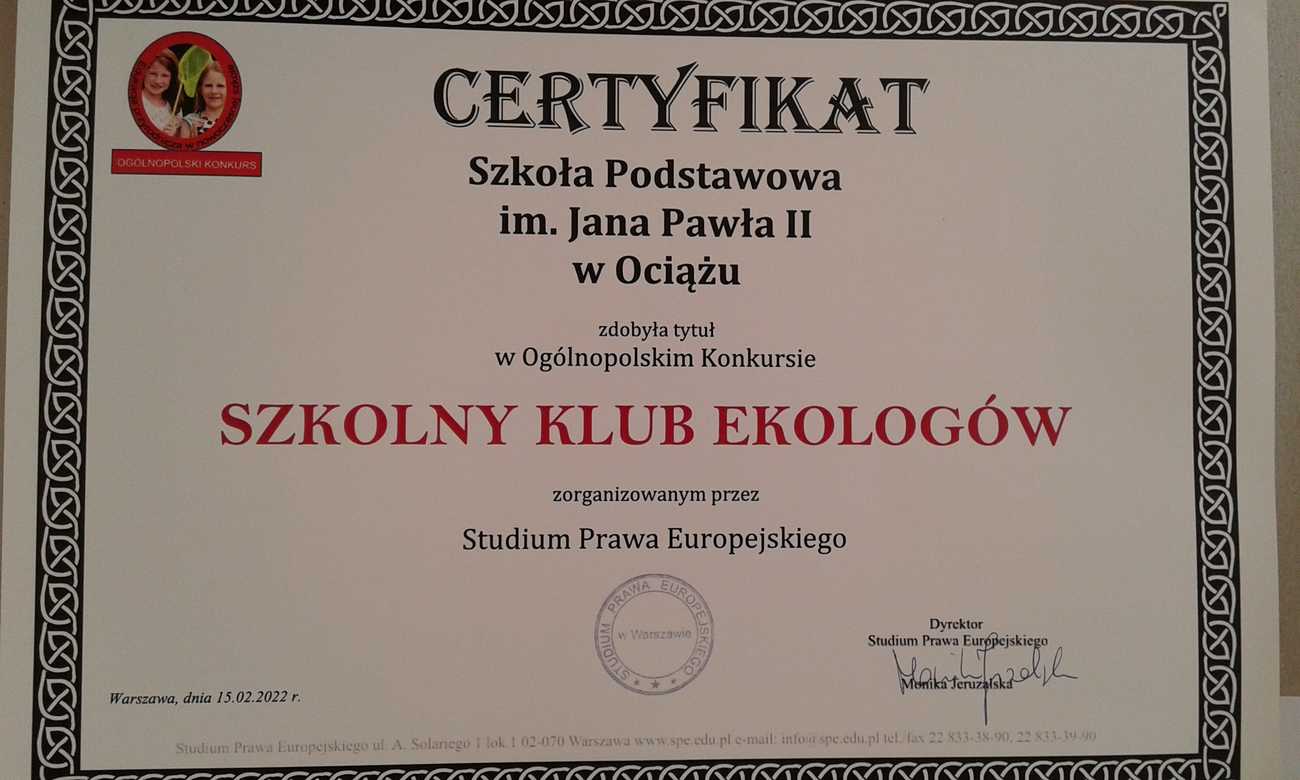 OGÓLNOPOLSKI KONKURS
CERTYFIKAT
Szkoła Podstawowa
im. Jana Pawła II
w Ociążu
zdobyła tytuł
w Ogólnopolskim Konkursie
SZKOLNY KLUB EKOLOGÓW
zorganizowanym przez
Studium Prawa Europejskiego
STUDIUM PRAWA EUROPEJSKIEGO
w Warszawie
Dyrektor
Studium Prawa Europejskiego
Monika Jeruzalska
Warszawa, dnia 15.02.2022 r.
Studium Prawa Europejskiego ul. A. Solariego 1 lok.1 02-070 Warszawa www.spe.edu.pl e-mail: info@spe.edu.pl tel./fax 22 833-38-90, 22 833-39-90